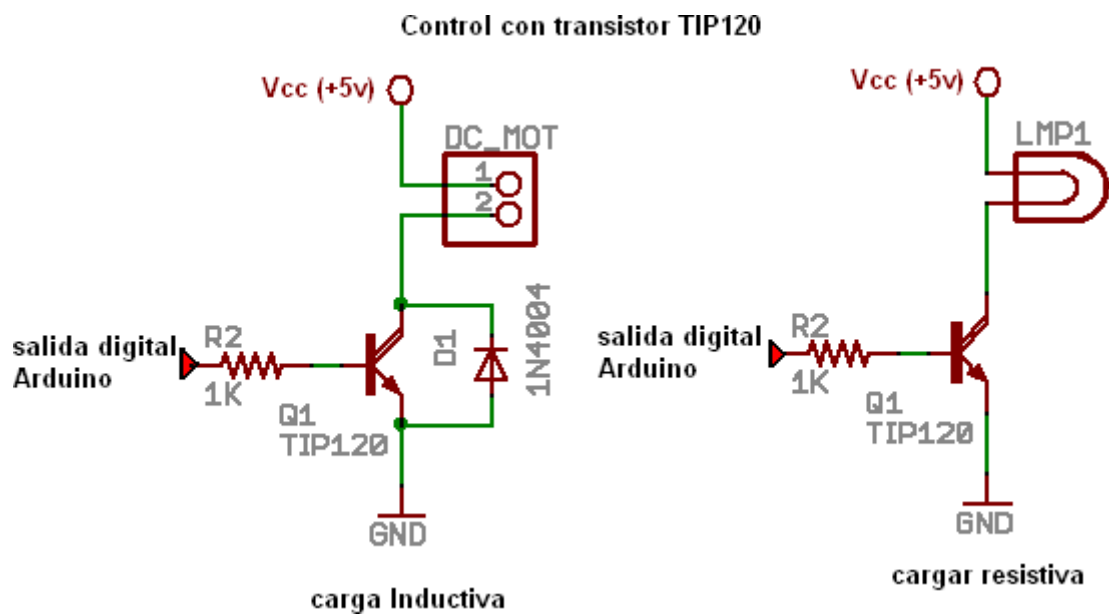 Control con transistor TIP120
Vcc (+5v)
DC_MOT
1
2
salida digital
Arduino
R2
1K
Q1
TIP120
D1
1N4004
GND
carga Inductiva
Vcc (+5v)
LMP1
salida digital
Arduino
R2
1K
Q1
TIP120
GND
cargar resistiva